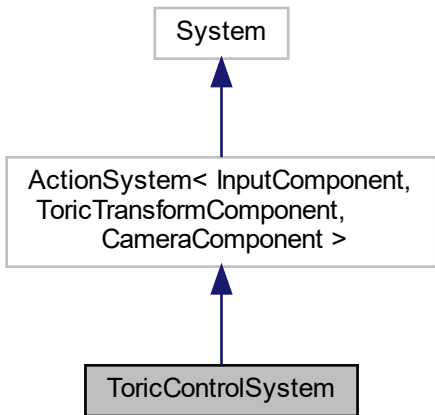 System
ActionSystem< InputComponent,
ToricTransformComponent,
CameraComponent >
ToricControlSystem